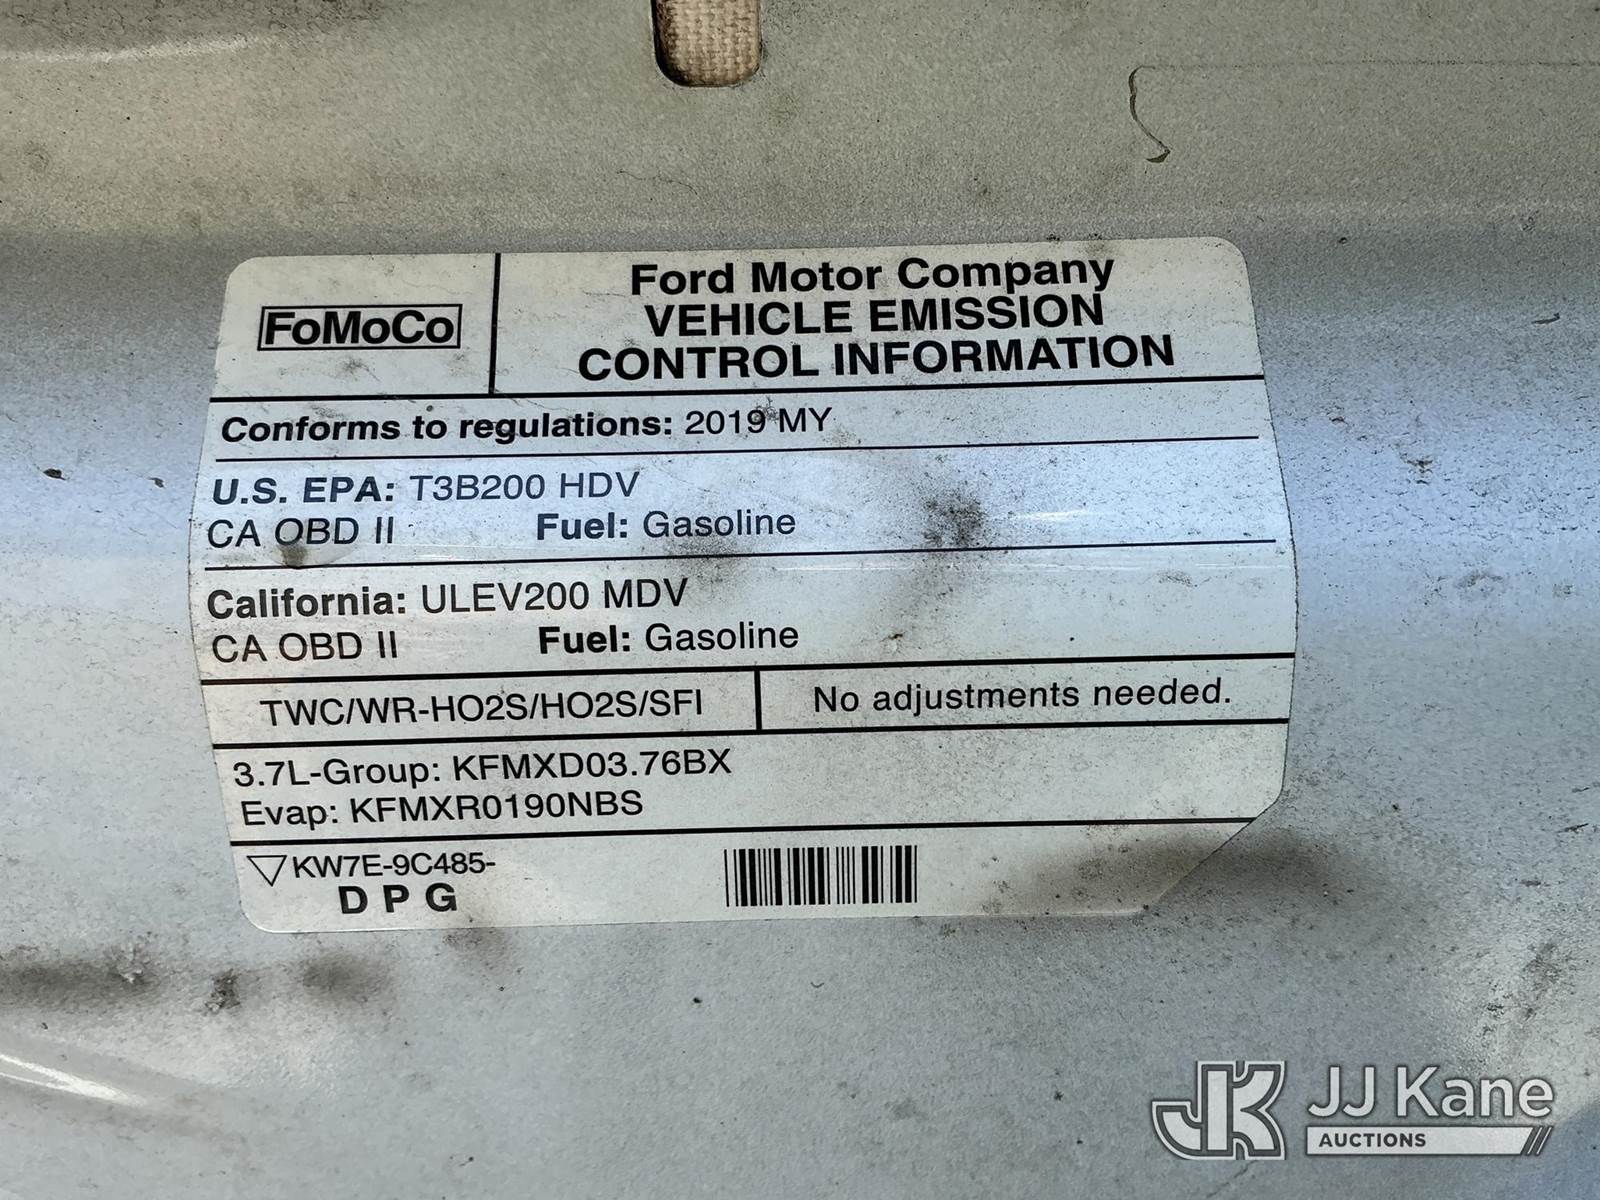 FoMoCo
Ford Motor Company
VEHICLE EMISSION
CONTROL INFORMATION
Conforms to regulations: 2019 MY
U.S. EPA: T3B200 HDV
CA OBD II Fuel: Gasoline
California: ULEV200 MDV
CA OBD II Fuel: Gasoline
TWC/WR-HO2S/HO2S/SFI
No adjustments needed.
3.7L-Group: KFMXD03.76BX
Evap: KFMXR0190NBS
KW7E-9C485-
D P G
JK
JJ Kane
AUCTIONS